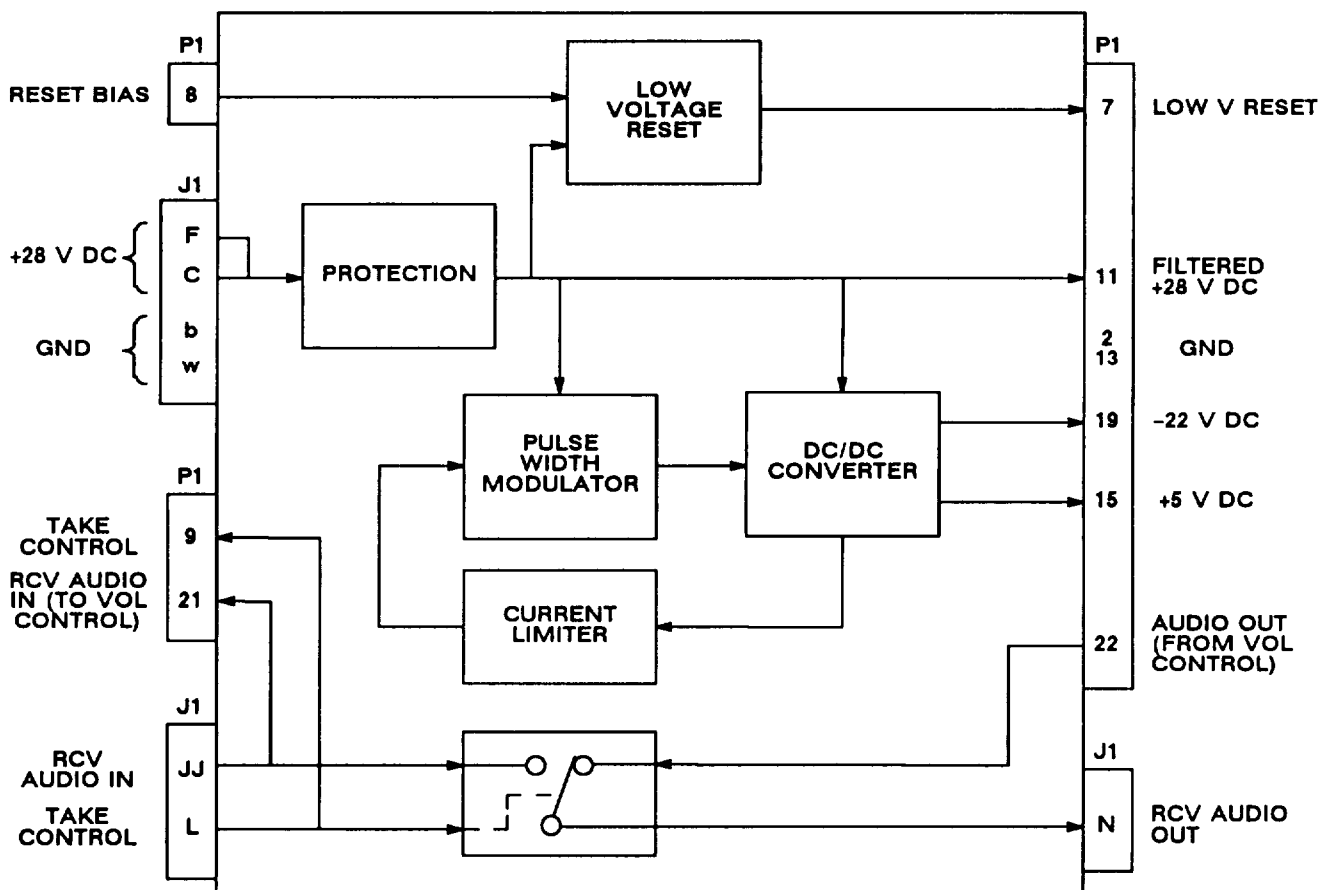 P1
RESET BIAS
8
J1
+28 V DC
F
C
GND
b
w
P1
TAKE
CONTROL
9
RCV AUDIO
IN (TO VOL
CONTROL)
21
J1
RCV
AUDIO IN
JJ
TAKE
CONTROL
L
LOW
VOLTAGE
RESET
PROTECTION
PULSE
WIDTH
MODULATOR
DC/DC
CONVERTER
CURRENT
LIMITER
P1
7
LOW V RESET
11
FILTERED
+28 V DC
2
13
GND
19
-22 V DC
15
+5 V DC
22
AUDIO OUT
(FROM VOL
CONTROL)
J1
N
RCV AUDIO
OUT